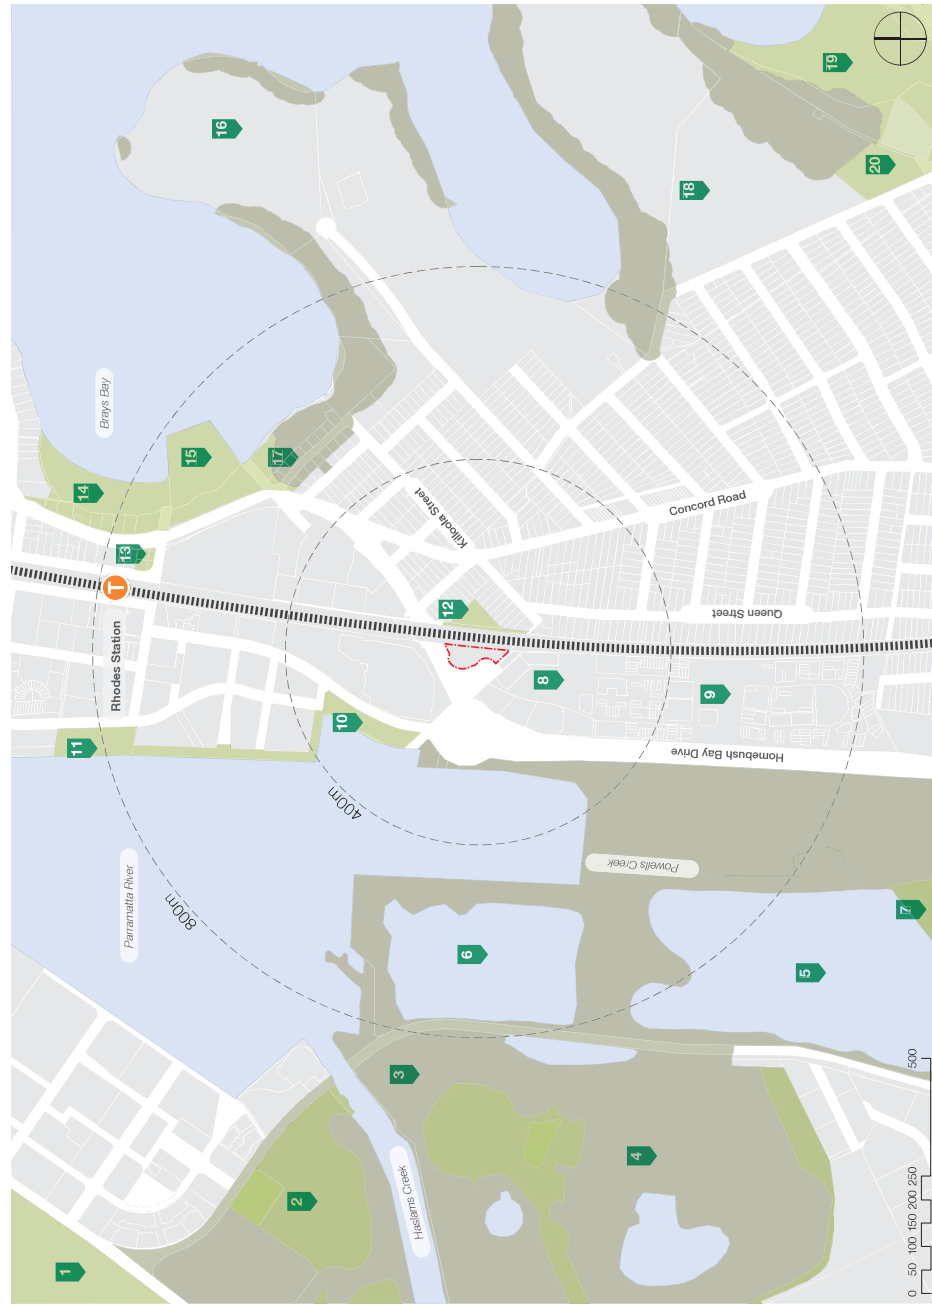 16
19
20
18
Brays Bay
15
17
14
Killoola Street
Concord Road
13
T
12
Queen Street
Rhodes Station
8
9
10
11
Homebush Bay Drive
400m
Powells Creek
Parramatta River
800m
7
6
5
3
500
4
2
Haslams Creek
1
0 50 100 150 200 250